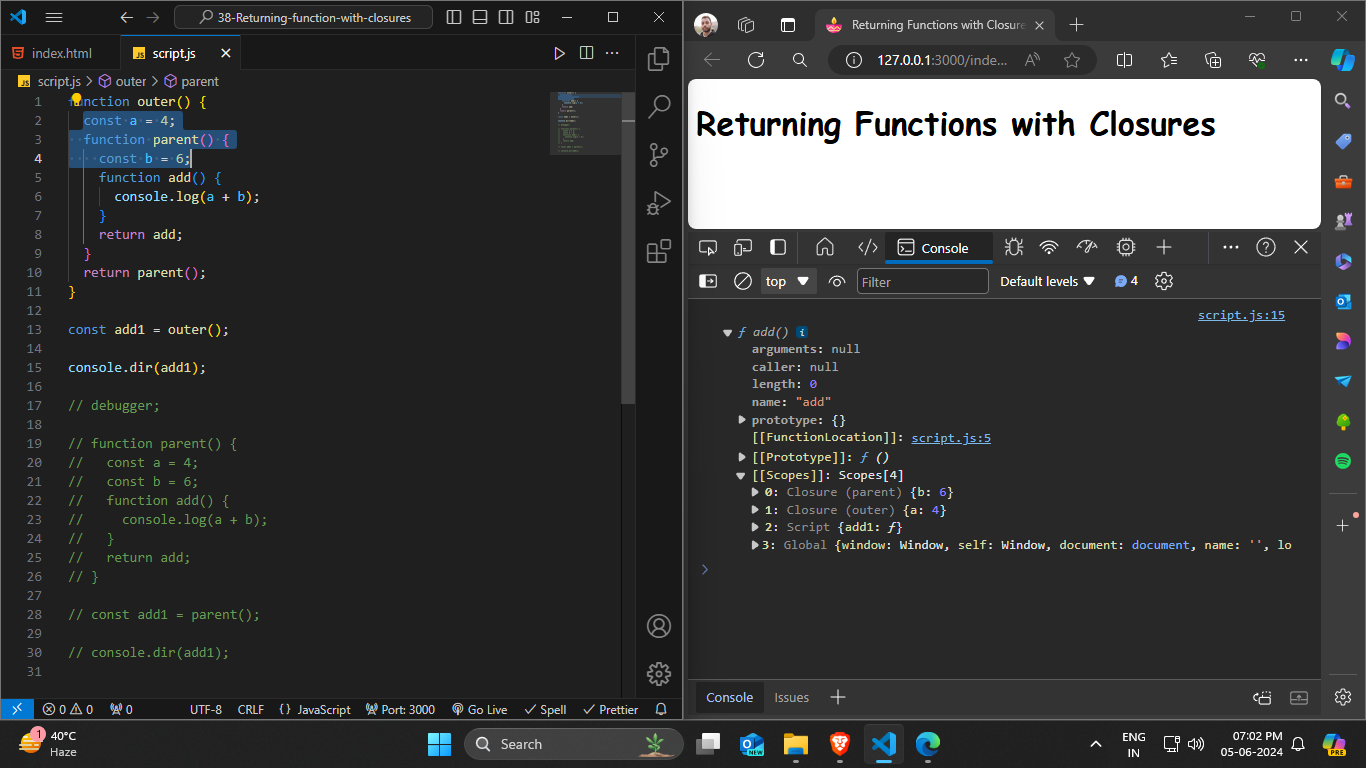 38-Returning-function-with-closures
index.html
JS script.js
JS script.js > outer > parent
1 function outer() {
2 const a = 4;
3 function parent() {
4 const b = 6;
5 function add() {
6 console.log(a + b);
7 }
8 return add;
9 }
10 return parent();
11 }
12
13 const add1 = outer();
14
15 console.dir(add1);
16
17 // debugger;
18
19 // function parent() {
20 // const a = 4;
21 // const b = 6;
22 // function add() {
23 // console.log(a + b);
24 // }
25 // return add;
26 // }
27
28 // const add1 = parent();
29
30 // console.dir(add1);
31
0 0 0 UTF-8 CRLF {} JavaScript Port: 3000 Go Live Spell Prettier
Returning Functions with Closure
127.0.0.1:3000/inde...
Returning Functions with Closures
Console
top Filter Default levels 4
script.js:15
ƒ add() i
arguments: null
caller: null
length: 0
name: "add"
prototype: {}
[[FunctionLocation]]: script.js:5
[[Prototype]]: ƒ ()
[[Scopes]]: Scopes[4]
0: Closure (parent) {b: 6}
1: Closure (outer) {a: 4}
2: Script {add1: ƒ}
3: Global {window: Window, self: Window, document: document, name: '', lo
Console Issues
1 40°C
Haze
Search
NEW
ENG
IN
07:02 PM
05-06-2024
PRE